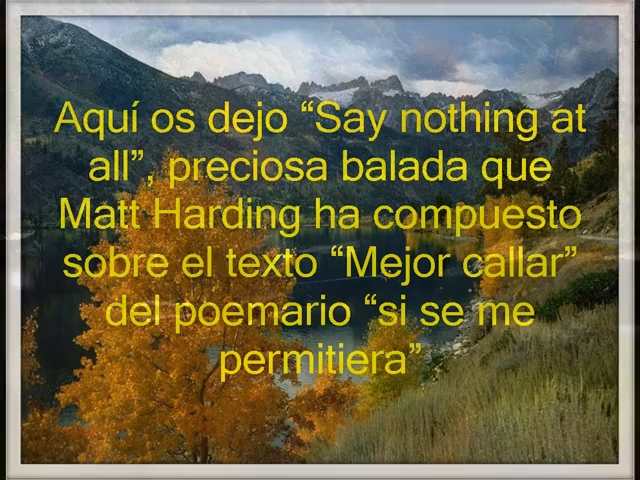 Aquí os dejo “Say nothing at
all”, preciosa balada que
Matt Harding ha compuesto
sobre el texto “Mejor callar”
del poemario “si se me
permitiera”